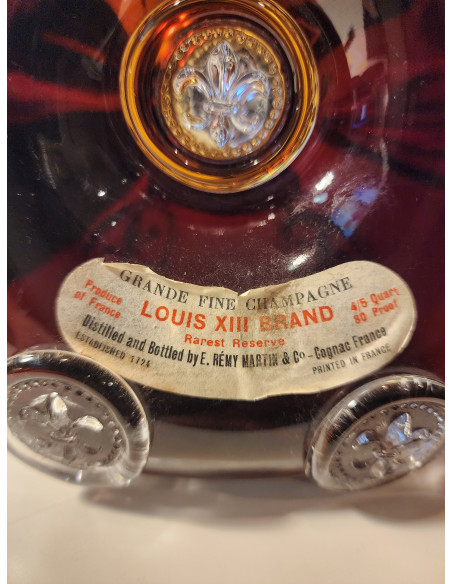 GRANDE FINE CHAMPAGNE
Produce of France
LOUIS XIII BRAND
4/5 Quart
80 Proof
Rarest Reserve
Distilled and Bottled by E. RÉMY MARTIN & Co - Cognac France
ESTABLISHED 1724
PRINTED IN FRANCE